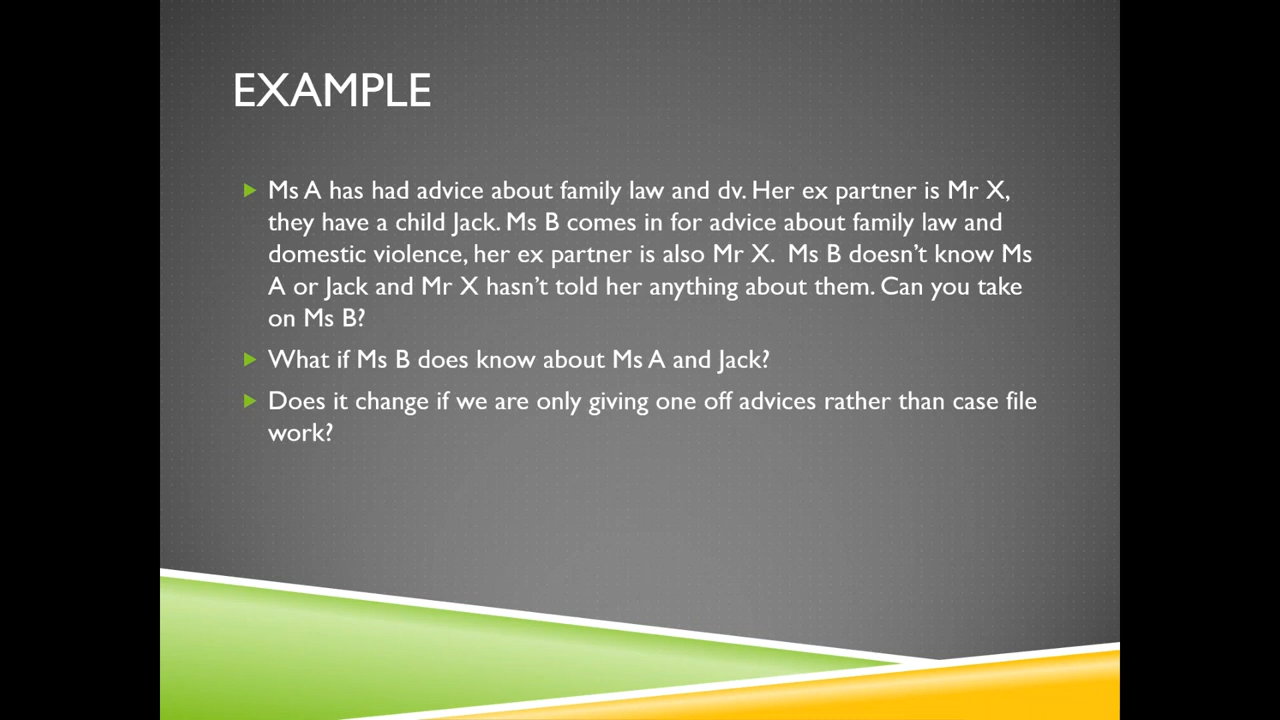 EXAMPLE
Ms A has had advice about family law and dv. Her ex partner is Mr X,
they have a child Jack. Ms B comes in for advice about family law and
domestic violence, her ex partner is also Mr X.  Ms B doesn’t know Ms
A or Jack and Mr X hasn’t told her anything about them. Can you take
on Ms B?
What if Ms B does know about Ms A and Jack?
Does it change if we are only giving one off advices rather than case file
work?